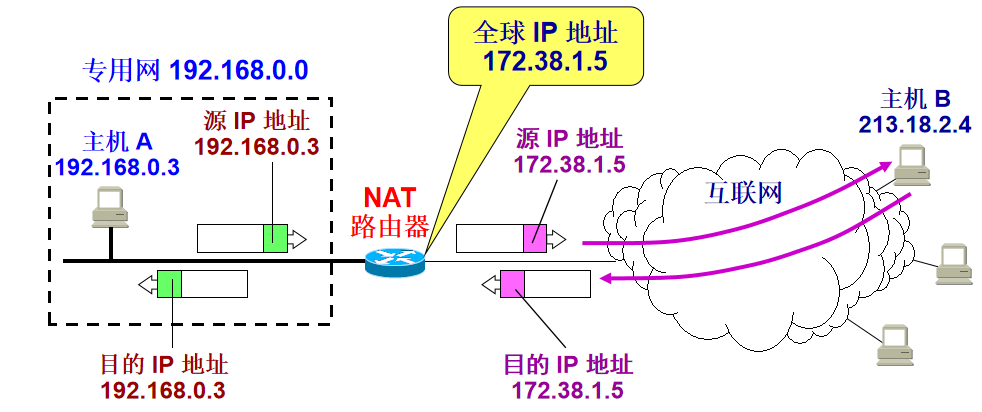 全球 IP 地址
172.38.1.5
专用网 192.168.0.0
主机 A
192.168.0.3
源 IP 地址
192.168.0.3
NAT
路由器
源 IP 地址
172.38.1.5
互联网
主机 B
213.18.2.4
目的 IP 地址
192.168.0.3
目的 IP 地址
172.38.1.5